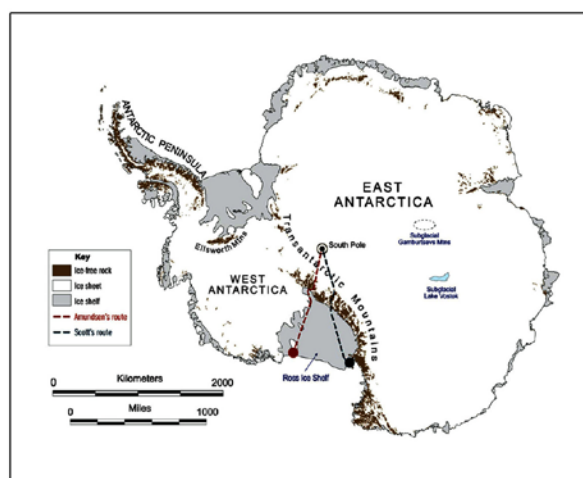 ANTARCTIC PENINSULA
EAST
ANTARCTICA
Subglacial
Gamburtsev Mtns
South Pole
Transantarctic Mountains
Ellsworth Mtns
WEST
ANTARCTICA
Subglacial
Lake Vostok
Key
Ice-free rock
Ice sheet
Ice shelf
Amundsen's route
Scott's route
Ross Ice Shelf
Kilometers
0 2000
Miles
0 1000